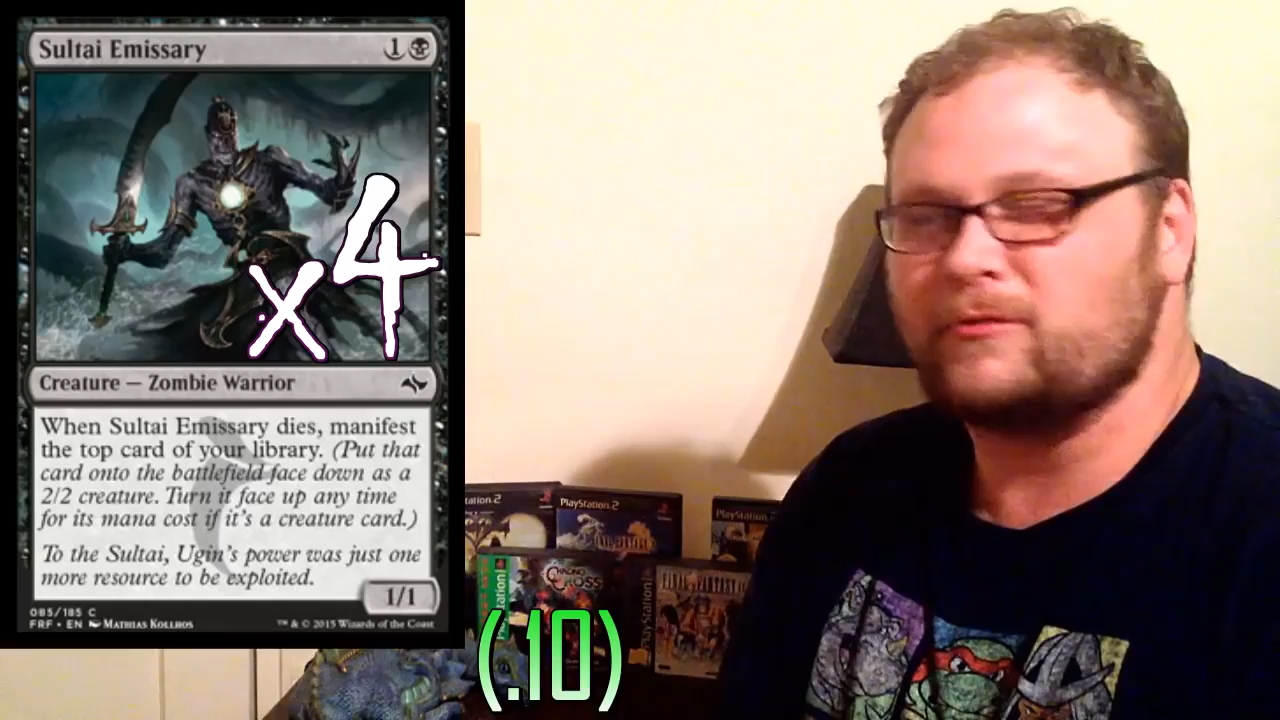 Sultai Emissary
1
x4
Creature — Zombie Warrior
When Sultai Emissary dies, manifest
the top card of your library. (Put that
card onto the battlefield face down as a
2/2 creature. Turn it face up any time
for its mana cost if it's a creature card.)
To the Sultai, Ugin's power was just one
more resource to be exploited.
1/1
085/185 C
FRF • EN Mathias Kollros
™ & © 2015 Wizards of the Coast
PlayStation.2
PlayStation
FINAL FANTASY
CHRONO
CROSS
PlayStation
FINAL FANTASY
(.10)